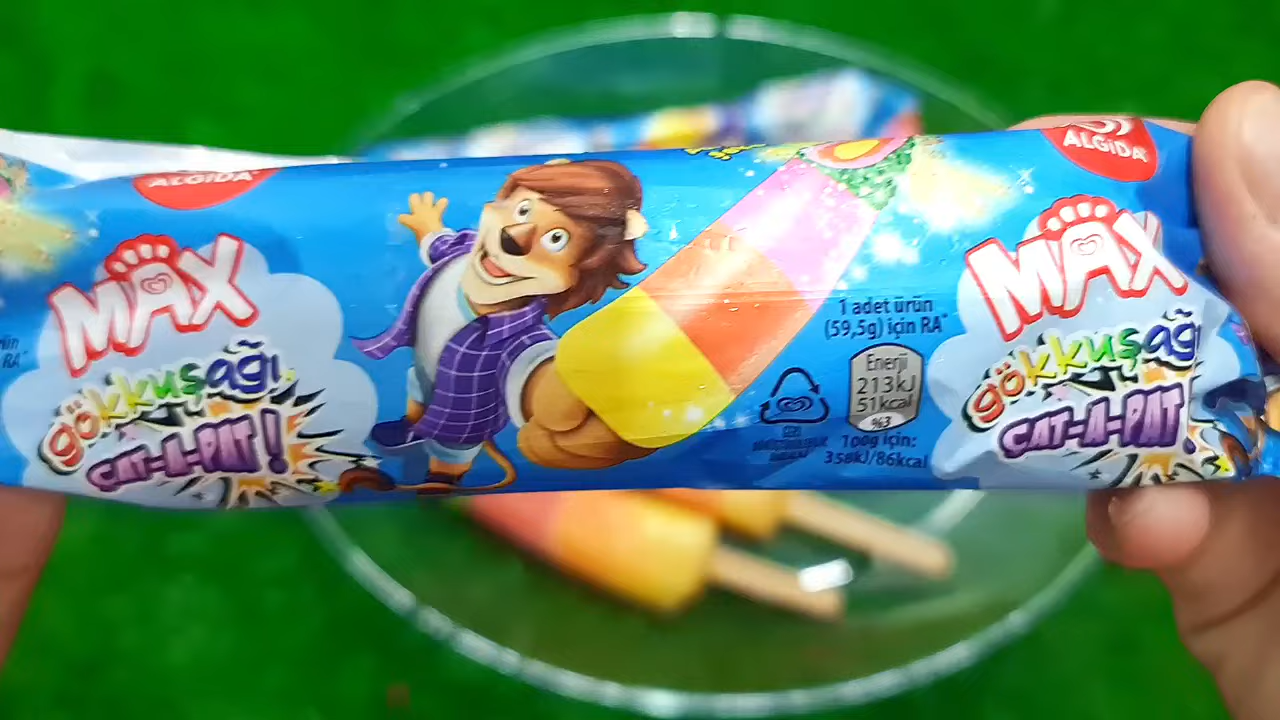 ALGIDA
MAX
gökkuşağı
ÇAT-A-PAT!
1 adet ürün
(59,5g) için RA*
Enerji
213kJ
51kcal
%3
100g için:
358kJ/86kcal
ALGIDA
MAX
gökkuşağı
ÇAT-A-PAT
RA*